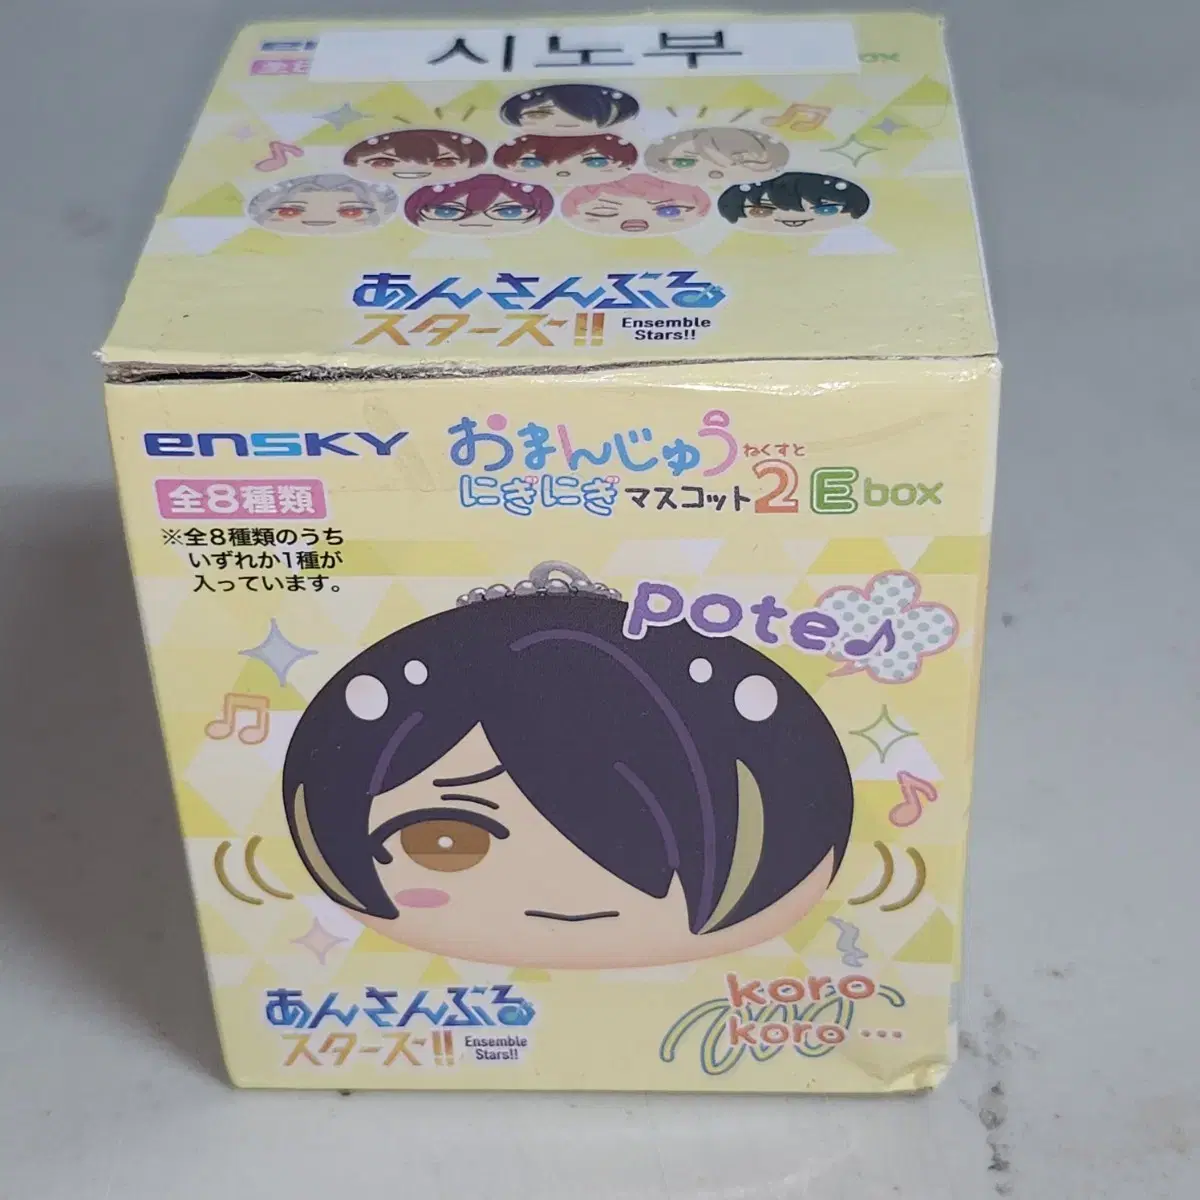 시노부
ox
あんさんぶる
スターズ!!
Ensemble
Stars!!
ensky
おまんじゅう
ねくすと
にぎにぎマスコット2 E box
全8種類
※全8種類のうち
いずれか1種が
入っています。
pote♪
あんさんぶる
スターズ!!
Ensemble
Stars!!
koro
koro...